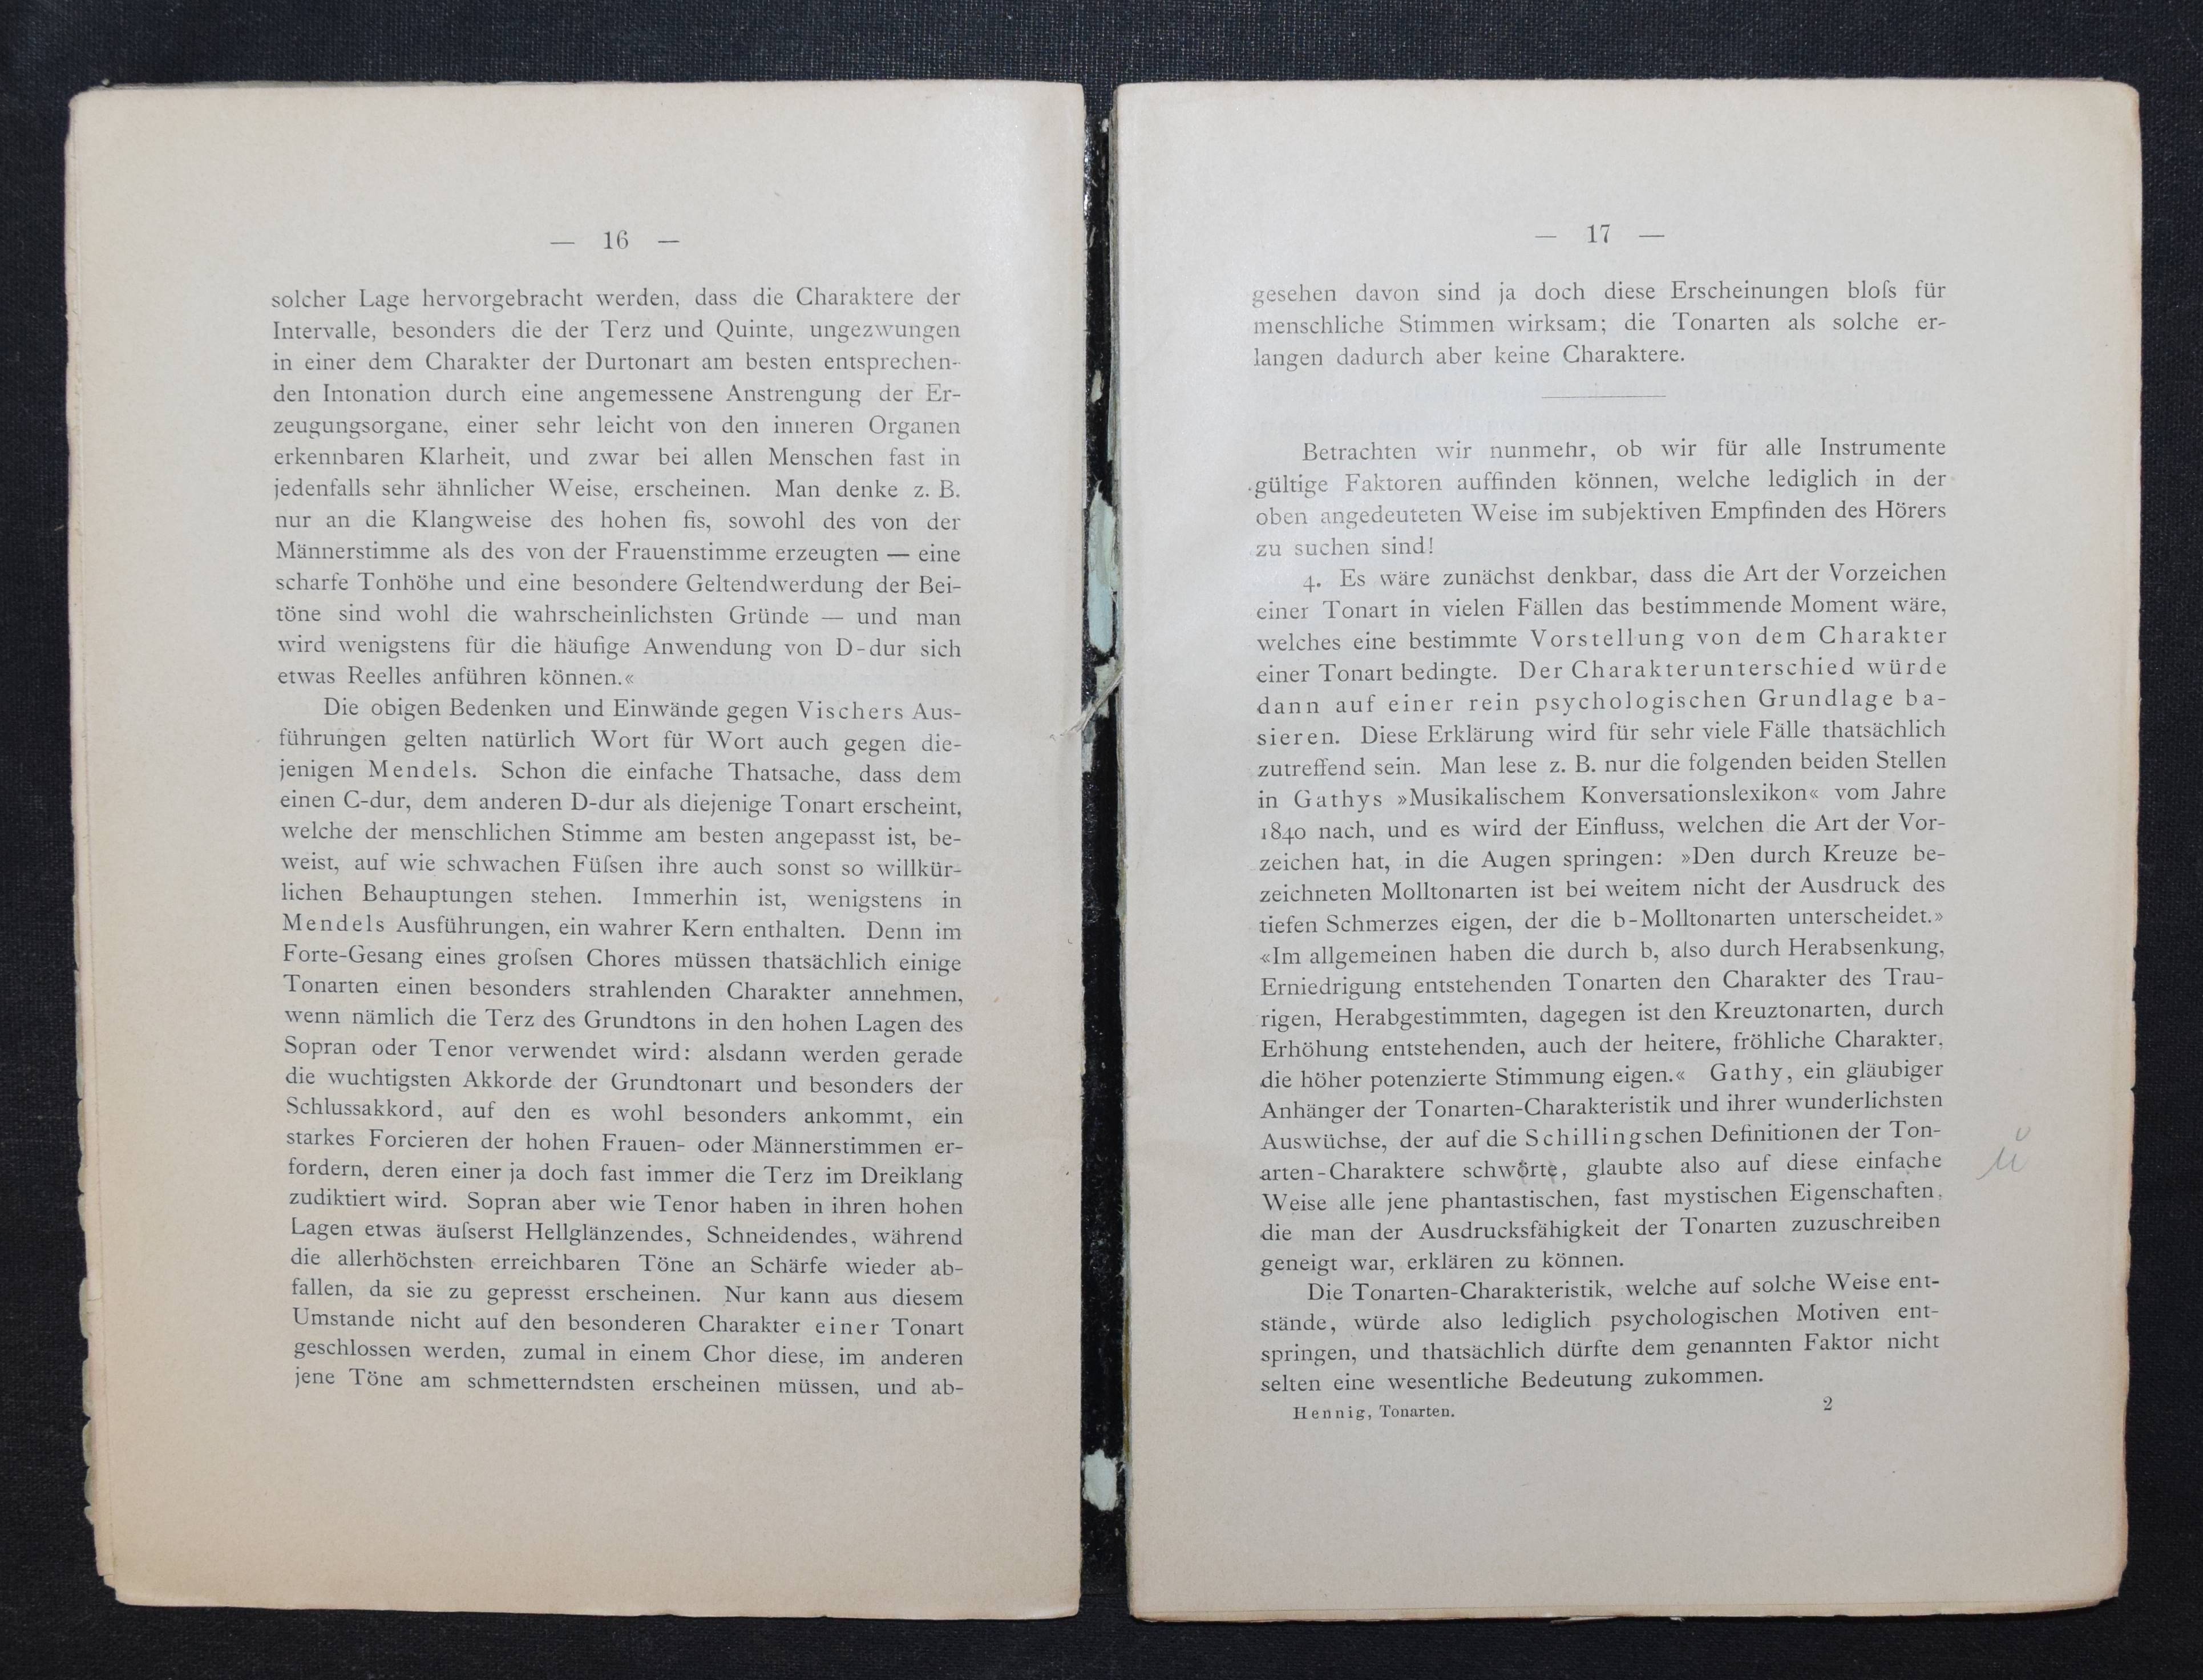 — 16 —
solcher Lage hervorgebracht werden, dass die Charaktere der
Intervalle, besonders die der Terz und Quinte, ungezwungen
in einer dem Charakter der Durtonart am besten entsprechen-
den Intonation durch eine angemessene Anstrengung der Er-
zeugungsorgane, einer sehr leicht von den inneren Organen
erkennbaren Klarheit, und zwar bei allen Menschen fast in
jedenfalls sehr ähnlicher Weise, erscheinen. Man denke z. B.
nur an die Klangweise des hohen fis, sowohl des von der
Männerstimme als des von der Frauenstimme erzeugten — eine
scharfe Tonhöhe und eine besondere Geltendwerdung der Bei-
töne sind wohl die wahrscheinlichsten Gründe — und man
wird wenigstens für die häufige Anwendung von D-dur sich
etwas Reelles anführen können.«
Die obigen Bedenken und Einwände gegen Vischers Aus-
führungen gelten natürlich Wort für Wort auch gegen die-
jenigen Mendels. Schon die einfache Thatsache, dass dem
einen C-dur, dem anderen D-dur als diejenige Tonart erscheint,
welche der menschlichen Stimme am besten angepasst ist, be-
weist, auf wie schwachen Füſsen ihre auch sonst so willkür-
lichen Behauptungen stehen. Immerhin ist, wenigstens in
Mendels Ausführungen, ein wahrer Kern enthalten. Denn im
Forte-Gesang eines groſsen Chores müssen thatsächlich einige
Tonarten einen besonders strahlenden Charakter annehmen,
wenn nämlich die Terz des Grundtons in den hohen Lagen des
Sopran oder Tenor verwendet wird: alsdann werden gerade
die wuchtigsten Akkorde der Grundtonart und besonders der
Schlussakkord, auf den es wohl besonders ankommt, ein
starkes Forcieren der hohen Frauen- oder Männerstimmen er-
fordern, deren einer ja doch fast immer die Terz im Dreiklang
zudiktiert wird. Sopran aber wie Tenor haben in ihren hohen
Lagen etwas äuſserst Hellglänzendes, Schneidendes, während
die allerhöchsten erreichbaren Töne an Schärfe wieder ab-
fallen, da sie zu gepresst erscheinen. Nur kann aus diesem
Umstande nicht auf den besonderen Charakter einer Tonart
geschlossen werden, zumal in einem Chor diese, im anderen
jene Töne am schmetterndsten erscheinen müssen, und ab-
— 17 —
gesehen davon sind ja doch diese Erscheinungen bloſs für
menschliche Stimmen wirksam; die Tonarten als solche er-
langen dadurch aber keine Charaktere.
Betrachten wir nunmehr, ob wir für alle Instrumente
gültige Faktoren auffinden können, welche lediglich in der
oben angedeuteten Weise im subjektiven Empfinden des Hörers
zu suchen sind!
4. Es wäre zunächst denkbar, dass die Art der Vorzeichen
einer Tonart in vielen Fällen das bestimmende Moment wäre,
welches eine bestimmte Vorstellung von dem Charakter
einer Tonart bedingte. Der Charakterunterschied würde
dann auf einer rein psychologischen Grundlage ba-
sieren. Diese Erklärung wird für sehr viele Fälle thatsächlich
zutreffend sein. Man lese z. B. nur die folgenden beiden Stellen
in Gathys »Musikalischem Konversationslexikon« vom Jahre
1840 nach, und es wird der Einfluss, welchen die Art der Vor-
zeichen hat, in die Augen springen: »Den durch Kreuze be-
zeichneten Molltonarten ist bei weitem nicht der Ausdruck des
tiefen Schmerzes eigen, der die b-Molltonarten unterscheidet.»
«Im allgemeinen haben die durch b, also durch Herabsenkung,
Erniedrigung entstehenden Tonarten den Charakter des Trau-
rigen, Herabgestimmten, dagegen ist den Kreuztonarten, durch
Erhöhung entstehenden, auch der heitere, fröhliche Charakter,
die höher potenzierte Stimmung eigen.« Gathy, ein gläubiger
Anhänger der Tonarten-Charakteristik und ihrer wunderlichsten
Auswüchse, der auf die Schillingschen Definitionen der Ton-
arten-Charaktere schwörte, glaubte also auf diese einfache
Weise alle jene phantastischen, fast mystischen Eigenschaften,
die man der Ausdrucksfähigkeit der Tonarten zuzuschreiben
geneigt war, erklären zu können.
Die Tonarten-Charakteristik, welche auf solche Weise ent-
stände, würde also lediglich psychologischen Motiven ent-
springen, und thatsächlich dürfte dem genannten Faktor nicht
selten eine wesentliche Bedeutung zukommen.
Hennig, Tonarten. 2